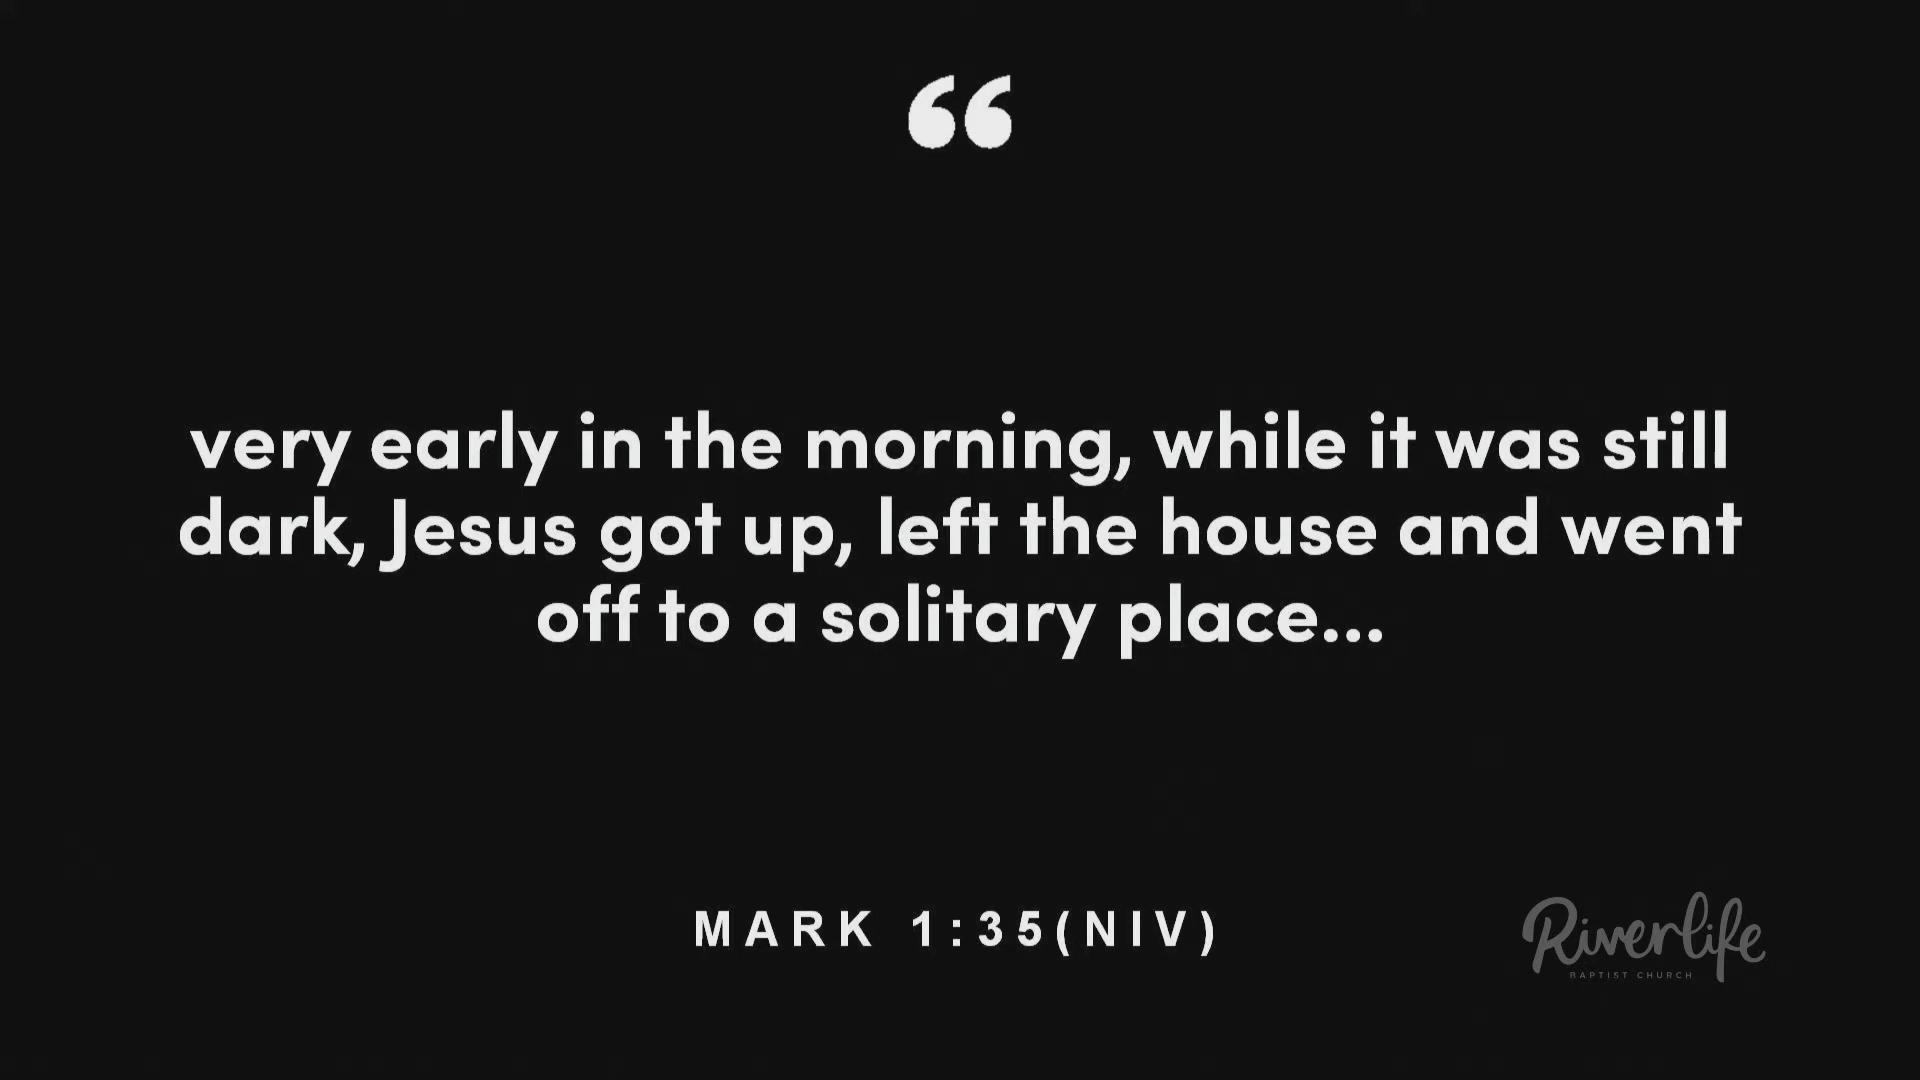 “
very early in the morning, while it was still
dark, Jesus got up, left the house and went
off to a solitary place...
MARK 1:35(NIV)
Riverlife
BAPTIST CHURCH